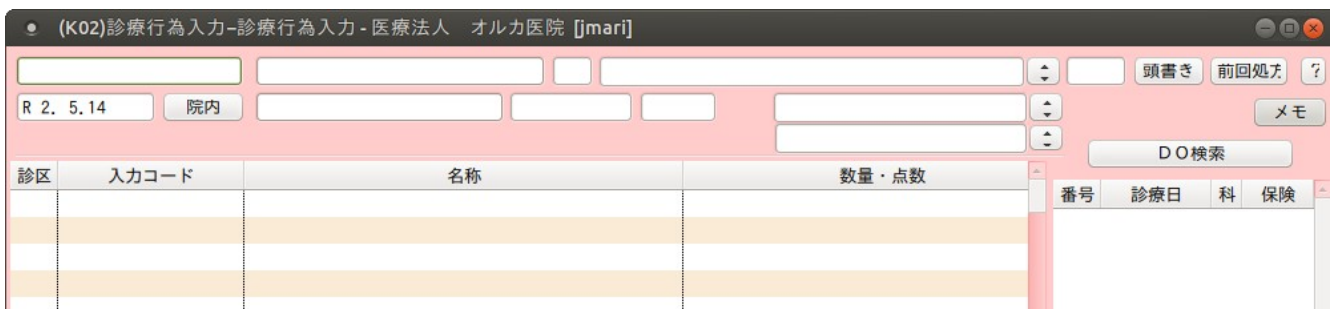 (K02)診療行為入力–診療行為入力 - 医療法人　オルカ医院 [jmari]
頭書き 前回処方 ?
R 2. 5.14 院内 メモ
DO検索
診区 入力コード 名称 数量・点数
番号 診療日 科 保険